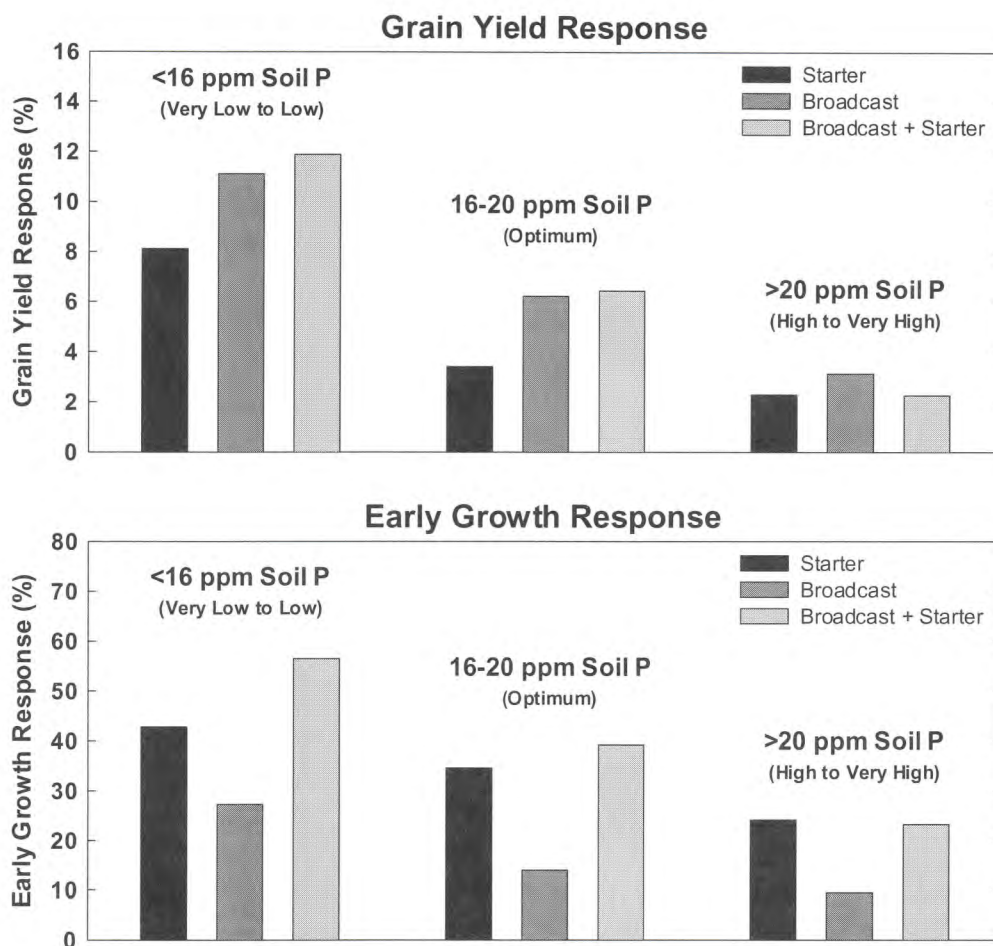 Grain Yield Response
Grain Yield Response (%)
16
14
12
10
8
6
4
2
0
<16 ppm Soil P
(Very Low to Low)
16-20 ppm Soil P
(Optimum)
>20 ppm Soil P
(High to Very High)
Starter
Broadcast
Broadcast + Starter
Early Growth Response
Early Growth Response (%)
80
70
60
50
40
30
20
10
0
<16 ppm Soil P
(Very Low to Low)
16-20 ppm Soil P
(Optimum)
>20 ppm Soil P
(High to Very High)
Starter
Broadcast
Broadcast + Starter